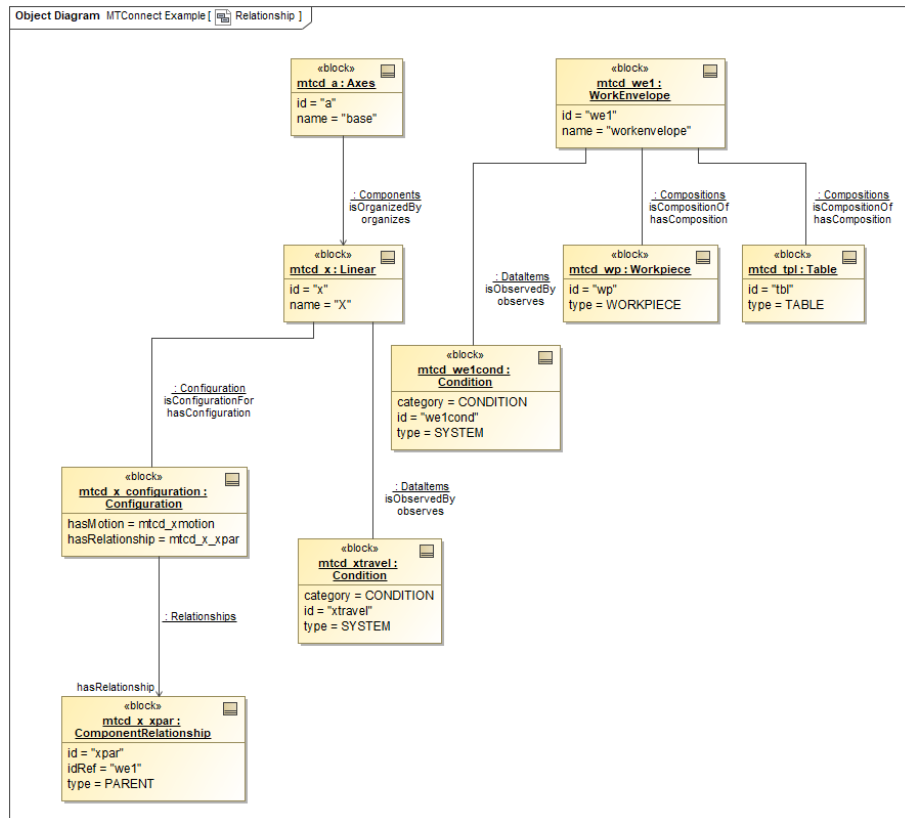 Object Diagram MTConnect Example [ Relationship ]
«block»
mtcd_a : Axes
id = "a"
name = "base"
«block»
mtcd_we1 :
WorkEnvelope
id = "we1"
name = "workenvelope"
: Components
isOrganizedBy
organizes
: Compositions
isCompositionOf
hasComposition
: Compositions
isCompositionOf
hasComposition
: DataItems
isObservedBy
observes
«block»
mtcd_x : Linear
id = "x"
name = "X"
«block»
mtcd_wp : Workpiece
id = "wp"
type = WORKPIECE
«block»
mtcd_tpl : Table
id = "tbl"
type = TABLE
«block»
mtcd_we1cond :
Condition
category = CONDITION
id = "we1cond"
type = SYSTEM
: Configuration
isConfigurationFor
hasConfiguration
: DataItems
isObservedBy
observes
«block»
mtcd_x_configuration :
Configuration
hasMotion = mtcd_xmotion
hasRelationship = mtcd_x_xpar
«block»
mtcd_xtravel :
Condition
category = CONDITION
id = "xtravel"
type = SYSTEM
: Relationships
hasRelationship
«block»
mtcd_x_xpar :
ComponentRelationship
id = "xpar"
idRef = "we1"
type = PARENT